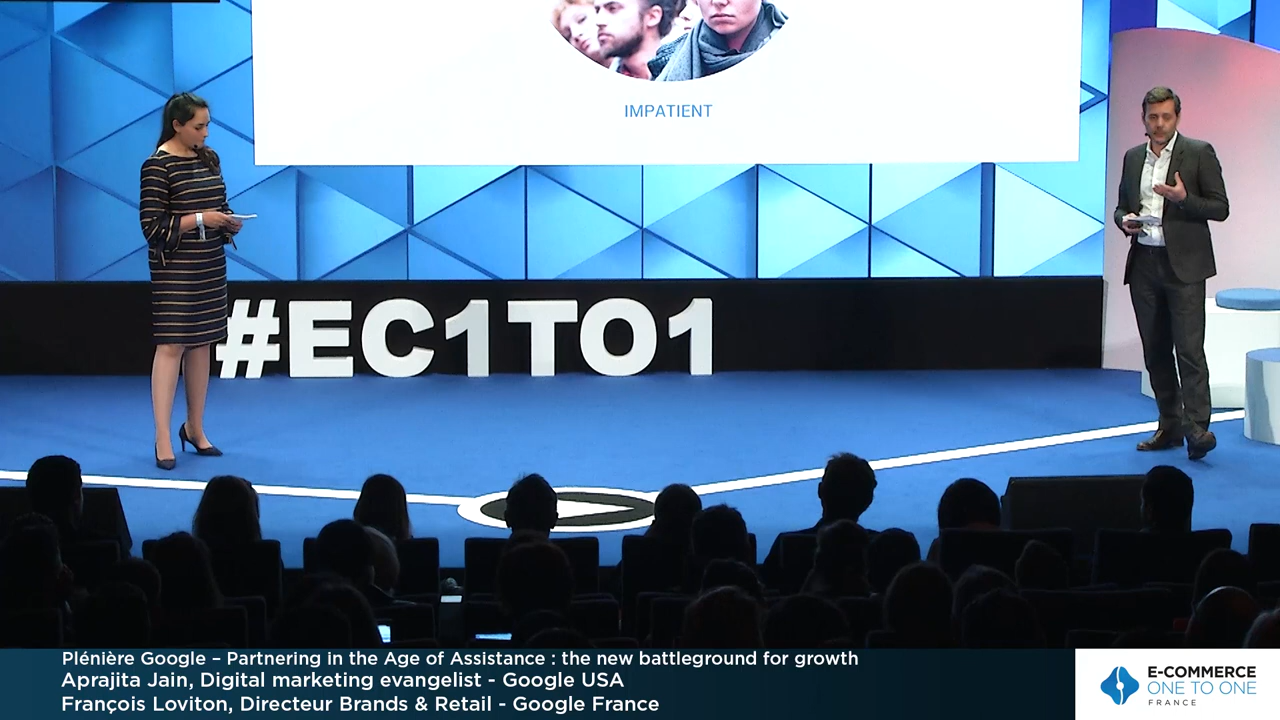 IMPATIENT
#EC1TO1
Plénière Google – Partnering in the Age of Assistance : the new battleground for growth
Aprajita Jain, Digital marketing evangelist - Google USA
François Loviton, Directeur Brands & Retail - Google France
E-COMMERCE
ONE TO ONE
FRANCE